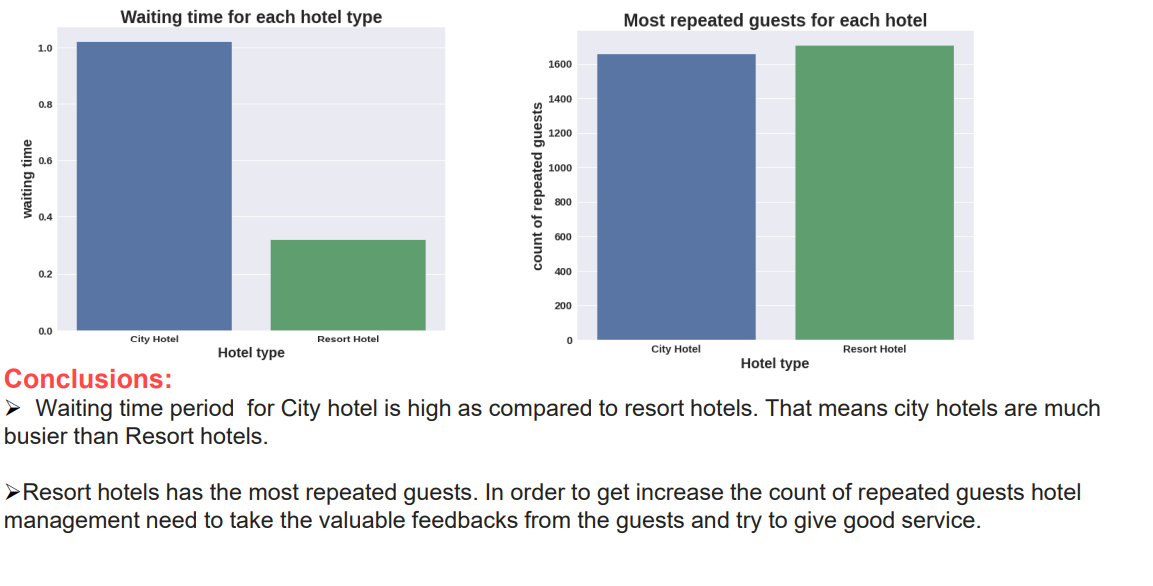 Waiting time for each hotel type
1.0
0.8
0.6
0.4
0.2
0.0
waiting time
City Hotel
Resort Hotel
Hotel type
Most repeated guests for each hotel
1600
1400
1200
1000
800
600
400
200
0
count of repeated guests
City Hotel
Resort Hotel
Hotel type
Conclusions:
➢ Waiting time period for City hotel is high as compared to resort hotels. That means city hotels are much
busier than Resort hotels.
➢Resort hotels has the most repeated guests. In order to get increase the count of repeated guests hotel
management need to take the valuable feedbacks from the guests and try to give good service.